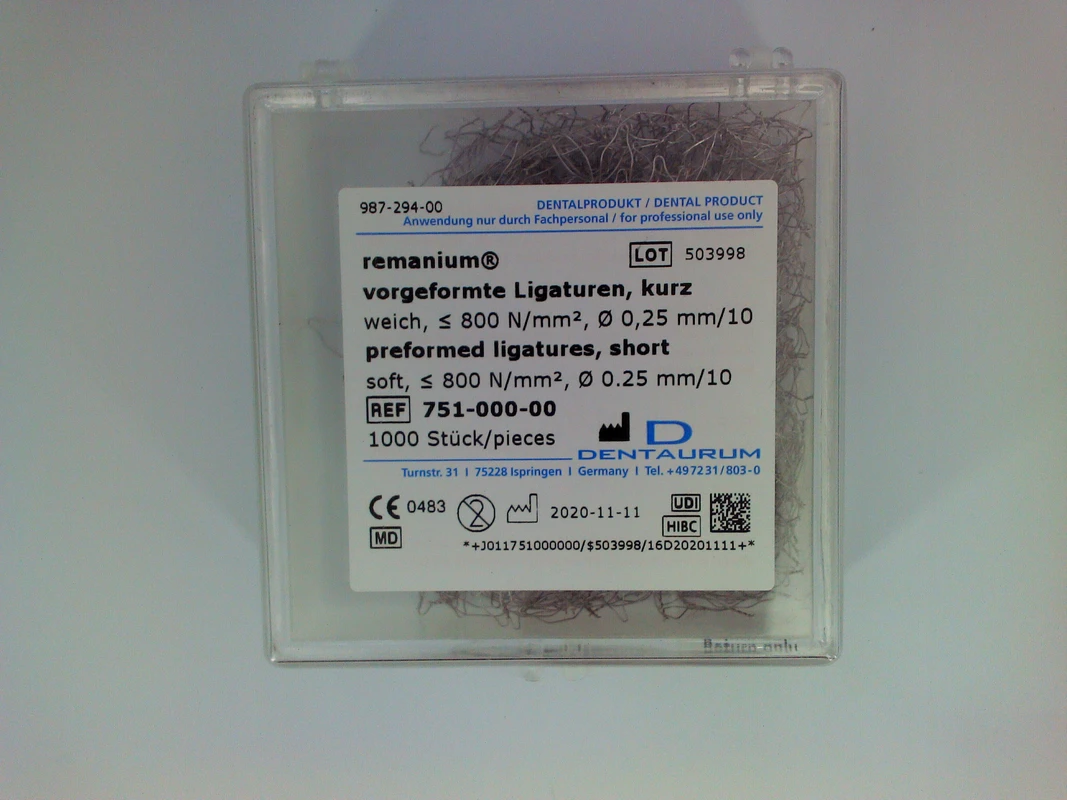 987-294-00
DENTALPRODUKT / DENTAL PRODUCT
Anwendung nur durch Fachpersonal / for professional use only
remanium®
LOT 503998
vorgeformte Ligaturen, kurz
weich, ≤ 800 N/mm², Ø 0,25 mm/10
preformed ligatures, short
soft, ≤ 800 N/mm², Ø 0.25 mm/10
REF 751-000-00
1000 Stück/pieces
D
DENTAURUM
Turnstr. 31 I 75228 Ispringen I Germany I Tel. +497231/803-0
CE 0483
2
2020-11-11
UDI
HIBC
MD
*+J011751000000/$503998/16D20201111+*
only